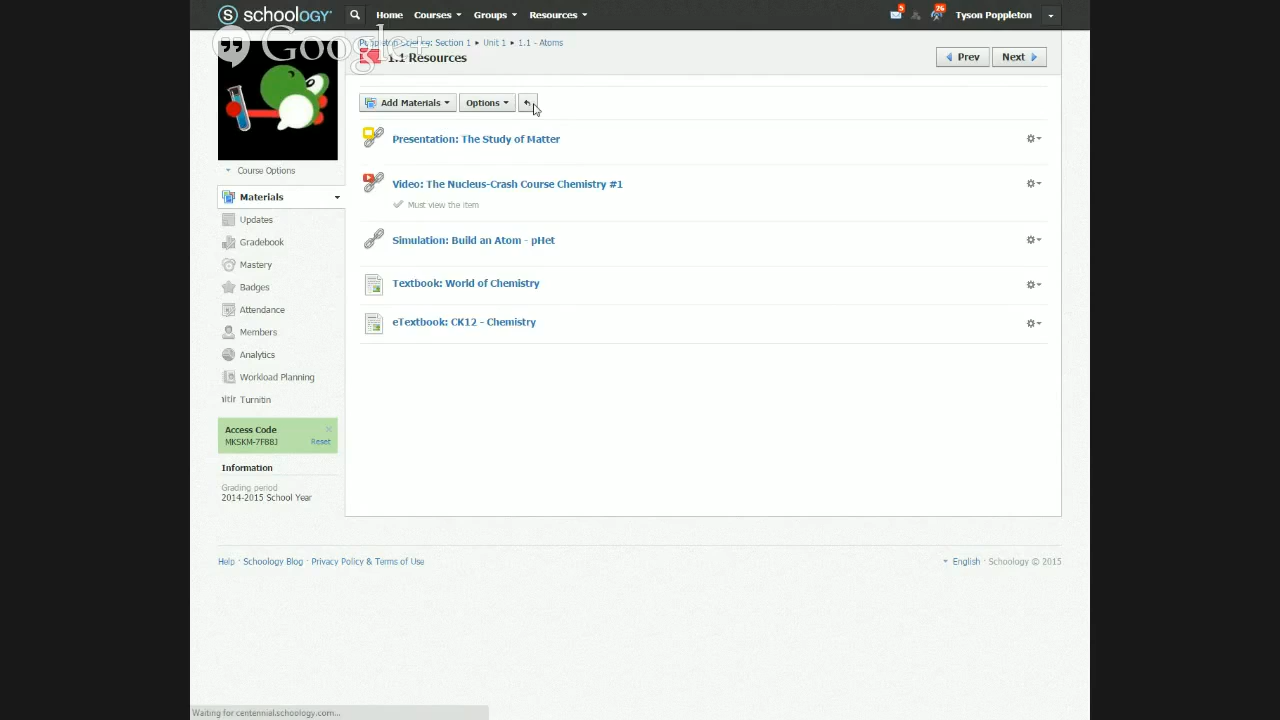 schoology
Home Courses Groups Resources
5 26 Tyson Poppleton
Google+
Section 1 Unit 1 1.1 - Atoms
1.1 Resources
Prev Next
Add Materials Options
Presentation: The Study of Matter
Video: The Nucleus-Crash Course Chemistry #1
Must view the item
Simulation: Build an Atom - pHet
Textbook: World of Chemistry
eTextbook: CK12 - Chemistry
Course Options
Materials
Updates
Gradebook
Mastery
Badges
Attendance
Members
Analytics
Workload Planning
Turnitin
Access Code
MKSKM-7F88J Reset
Information
Grading period
2014-2015 School Year
Help · Schoology Blog · Privacy Policy & Terms of Use
English · Schoology © 2015
Waiting for centennial.schoology.com...